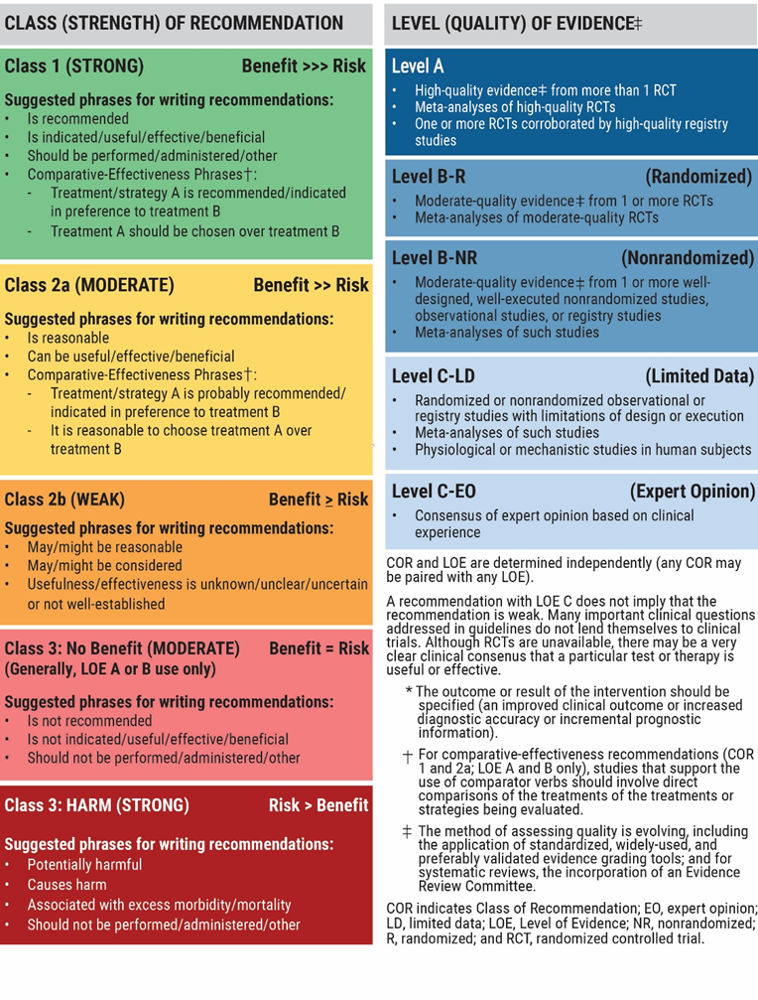 CLASS (STRENGTH) OF RECOMMENDATION
Class 1 (STRONG) Benefit >>> Risk
Suggested phrases for writing recommendations:
• Is recommended
• Is indicated/useful/effective/beneficial
• Should be performed/administered/other
• Comparative-Effectiveness Phrases†:
- Treatment/strategy A is recommended/indicated
in preference to treatment B
- Treatment A should be chosen over treatment B
Class 2a (MODERATE) Benefit >> Risk
Suggested phrases for writing recommendations:
• Is reasonable
• Can be useful/effective/beneficial
• Comparative-Effectiveness Phrases†:
- Treatment/strategy A is probably recommended/
indicated in preference to treatment B
- It is reasonable to choose treatment A over
treatment B
Class 2b (WEAK) Benefit ≥ Risk
Suggested phrases for writing recommendations:
• May/might be reasonable
• May/might be considered
• Usefulness/effectiveness is unknown/unclear/uncertain
or not well-established
Class 3: No Benefit (MODERATE) Benefit = Risk
(Generally, LOE A or B use only)
Suggested phrases for writing recommendations:
• Is not recommended
• Is not indicated/useful/effective/beneficial
• Should not be performed/administered/other
Class 3: HARM (STRONG) Risk > Benefit
Suggested phrases for writing recommendations:
• Potentially harmful
• Causes harm
• Associated with excess morbidity/mortality
• Should not be performed/administered/other
LEVEL (QUALITY) OF EVIDENCE‡
Level A
• High-quality evidence‡ from more than 1 RCT
• Meta-analyses of high-quality RCTs
• One or more RCTs corroborated by high-quality registry
studies
Level B-R (Randomized)
• Moderate-quality evidence‡ from 1 or more RCTs
• Meta-analyses of moderate-quality RCTs
Level B-NR (Nonrandomized)
• Moderate-quality evidence‡ from 1 or more well-
designed, well-executed nonrandomized studies,
observational studies, or registry studies
• Meta-analyses of such studies
Level C-LD (Limited Data)
• Randomized or nonrandomized observational or
registry studies with limitations of design or execution
• Meta-analyses of such studies
• Physiological or mechanistic studies in human subjects
Level C-EO (Expert Opinion)
• Consensus of expert opinion based on clinical
experience
COR and LOE are determined independently (any COR may
be paired with any LOE).
A recommendation with LOE C does not imply that the
recommendation is weak. Many important clinical questions
addressed in guidelines do not lend themselves to clinical
trials. Although RCTs are unavailable, there may be a very
clear clinical consenus that a particular test or therapy is
useful or effective.
* The outcome or result of the intervention should be
specified (an improved clinical outcome or increased
diagnostic accuracy or incremental prognostic
information).
† For comparative-effectiveness recommendations (COR
1 and 2a; LOE A and B only), studies that support the
use of comparator verbs should involve direct
comparisons of the treatments of the treatments or
strategies being evaluated.
‡ The method of assessing quality is evolving, including
the application of standardized, widely-used, and
preferably validated evidence grading tools; and for
systematic reviews, the incorporation of an Evidence
Review Committee.
COR indicates Class of Recommendation; EO, expert opinion;
LD, limited data; LOE, Level of Evidence; NR, nonrandomized;
R, randomized; and RCT, randomized controlled trial.